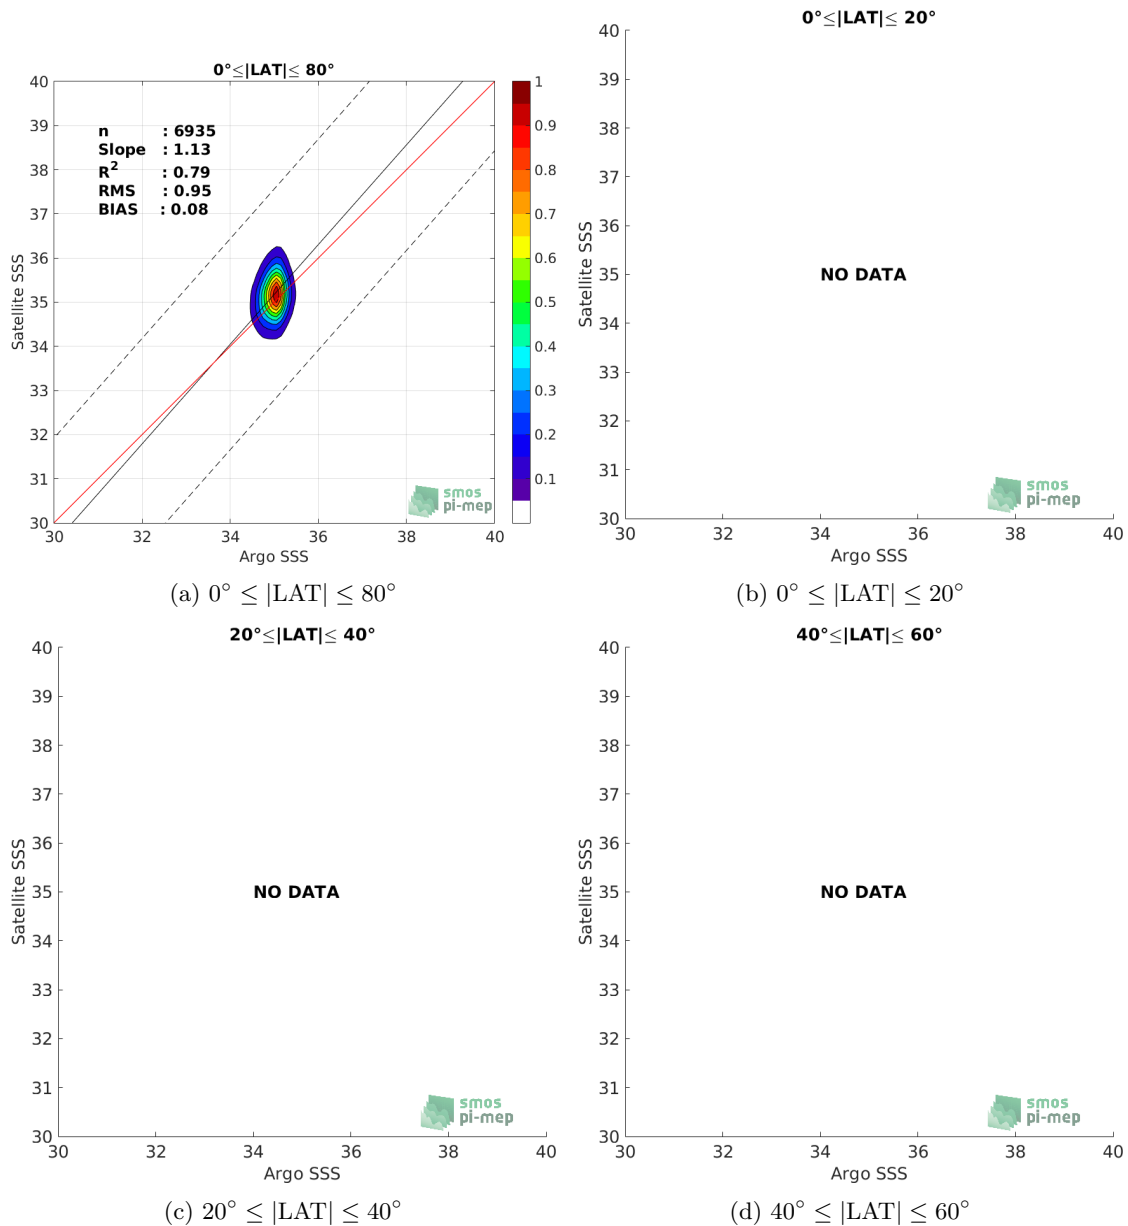 0°≤|LAT|≤ 80°
40
39
38
37
36
35
34
33
32
31
30
Satellite SSS
n : 6935
Slope : 1.13
R² : 0.79
RMS : 0.95
BIAS : 0.08
smos
pi-mep
30 32 34 36 38 40
Argo SSS
1
0.9
0.8
0.7
0.6
0.5
0.4
0.3
0.2
0.1
(a) 0° ≤ |LAT| ≤ 80°
0°≤|LAT|≤ 20°
40
39
38
37
36
35
34
33
32
31
30
Satellite SSS
NO DATA
smos
pi-mep
30 32 34 36 38 40
Argo SSS
(b) 0° ≤ |LAT| ≤ 20°
20°≤|LAT|≤ 40°
40
39
38
37
36
35
34
33
32
31
30
Satellite SSS
NO DATA
smos
pi-mep
30 32 34 36 38 40
Argo SSS
(c) 20° ≤ |LAT| ≤ 40°
40°≤|LAT|≤ 60°
40
39
38
37
36
35
34
33
32
31
30
Satellite SSS
NO DATA
smos
pi-mep
30 32 34 36 38 40
Argo SSS
(d) 40° ≤ |LAT| ≤ 60°